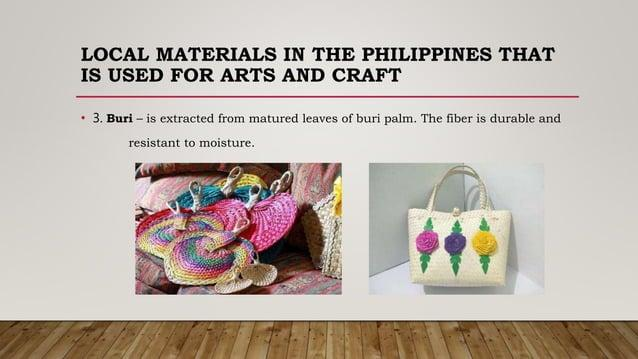 LOCAL MATERIALS IN THE PHILIPPINES THAT
IS USED FOR ARTS AND CRAFT
• 3. Buri – is extracted from matured leaves of buri palm. The fiber is durable and
resistant to moisture.